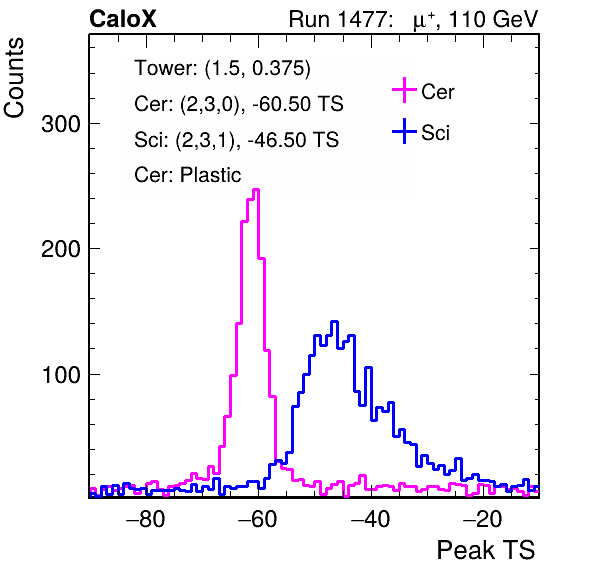 CaloX Run 1477: μ⁺, 110 GeV
Tower: (1.5, 0.375)
Cer: (2,3,0), -60.50 TS
Sci: (2,3,1), -46.50 TS
Cer: Plastic
Cer
Sci
Counts
300
200
100
−80 −60 −40 −20
Peak TS